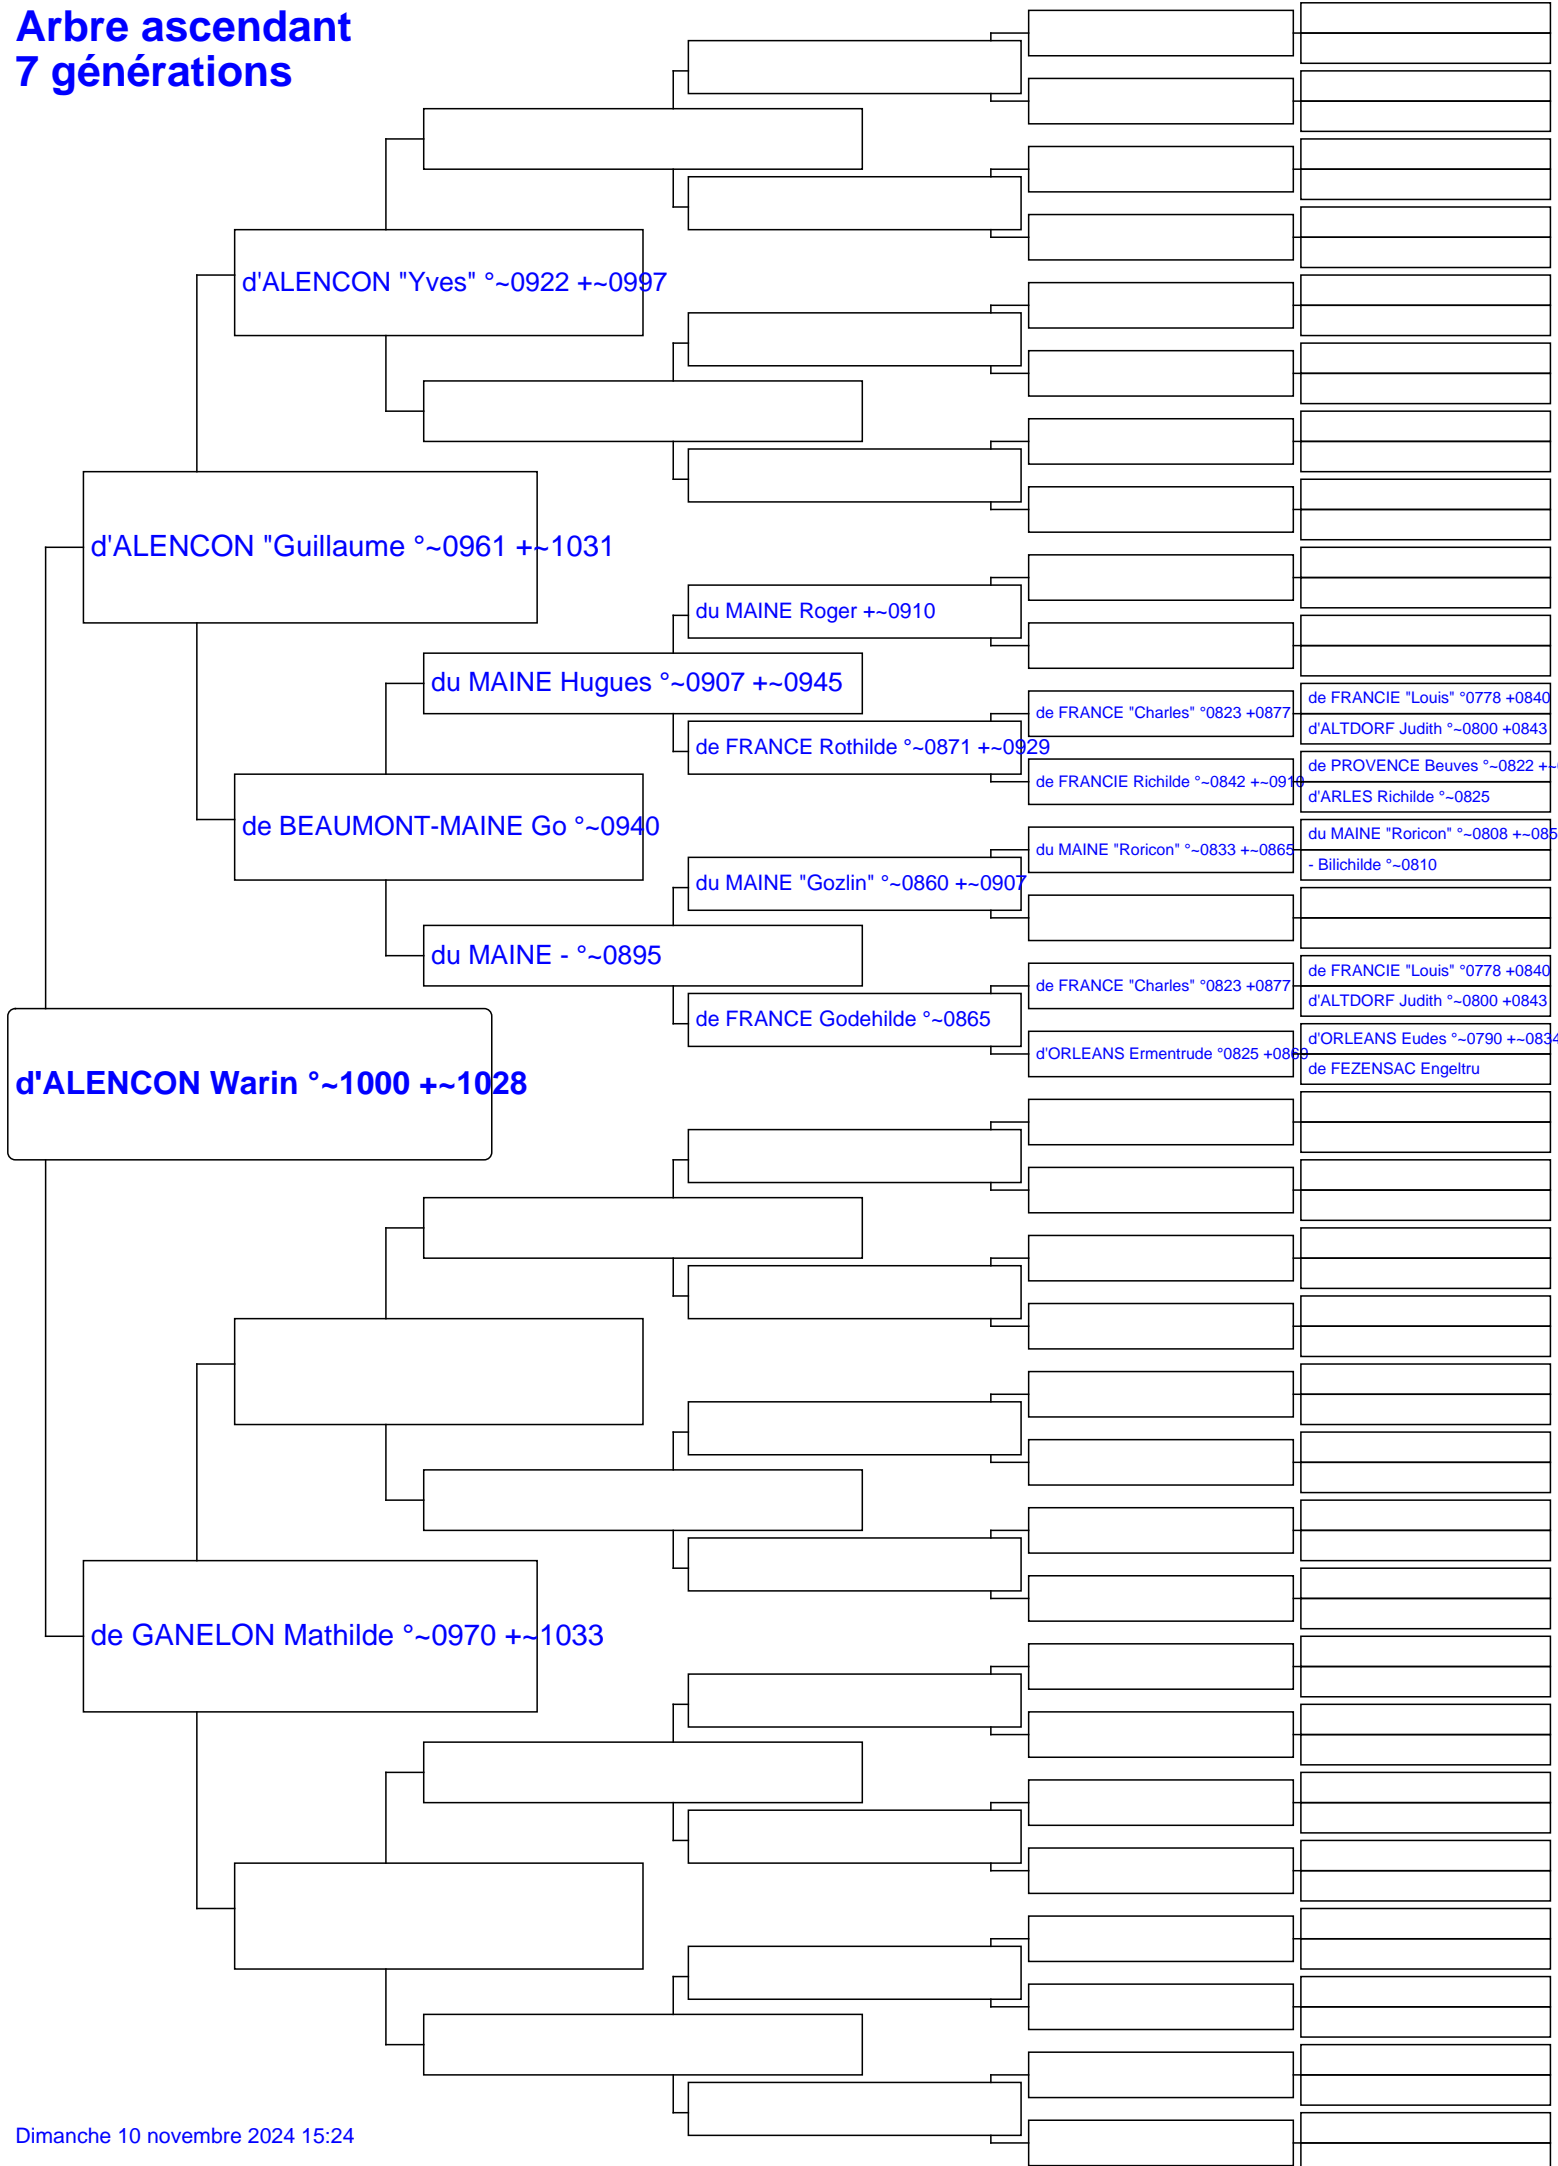 Arbre ascendant
7 générations
d'ALENCON "Yves" °~0922 +~0997
d'ALENCON "Guillaume °~0961 +~1031
du MAINE Roger +~0910
du MAINE Hugues °~0907 +~0945
de FRANCE "Charles" °0823 +0877
de FRANCIE "Louis" °0778 +0840
d'ALTDORF Judith °~0800 +0843
de FRANCE Rothilde °~0871 +~0929
de FRANCIE Richilde °~0842 +~0910
de PROVENCE Beuves °~0822 +~
d'ARLES Richilde °~0825
de BEAUMONT-MAINE Go °~0940
du MAINE "Roricon" °~0833 +~0865
du MAINE "Roricon" °~0808 +~085
- Bilichilde °~0810
du MAINE "Gozlin" °~0860 +~0907
du MAINE - °~0895
de FRANCE "Charles" °0823 +0877
de FRANCIE "Louis" °0778 +0840
d'ALTDORF Judith °~0800 +0843
de FRANCE Godehilde °~0865
d'ORLEANS Ermentrude °0825 +0869
d'ORLEANS Eudes °~0790 +~0834
de FEZENSAC Engeltru
d'ALENCON Warin °~1000 +~1028
de GANELON Mathilde °~0970 +~1033
Dimanche 10 novembre 2024 15:24